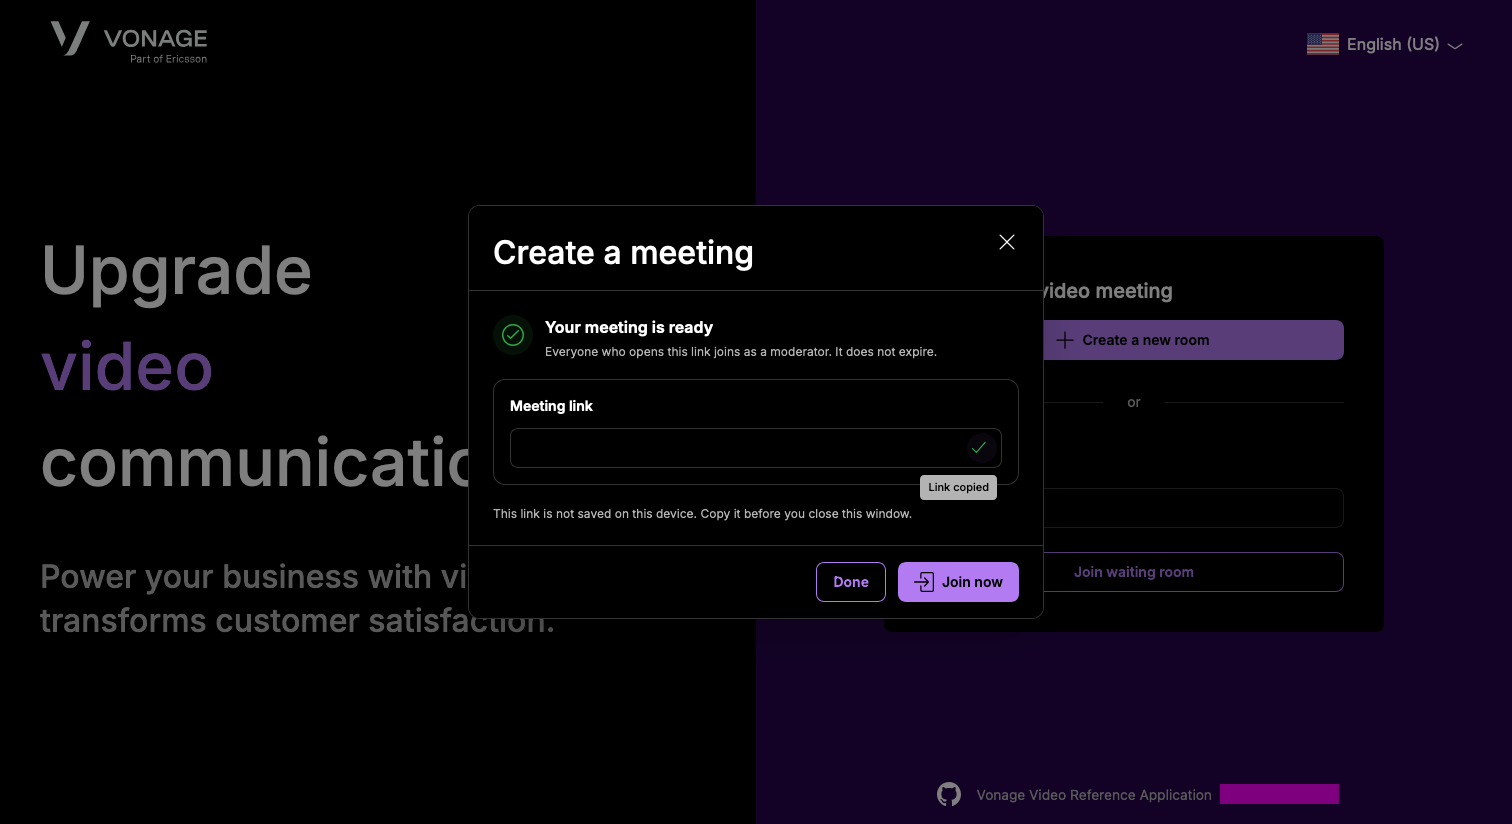 VONAGE
Part of Ericsson
English (US)
Upgrade
video
communicatio
Power your business with vi
transforms customer satisfaction.
Create a meeting
Your meeting is ready
Everyone who opens this link joins as a moderator. It does not expire.
Meeting link
Link copied
This link is not saved on this device. Copy it before you close this window.
Done
Join now
video meeting
Create a new room
or
Join waiting room
Vonage Video Reference Application